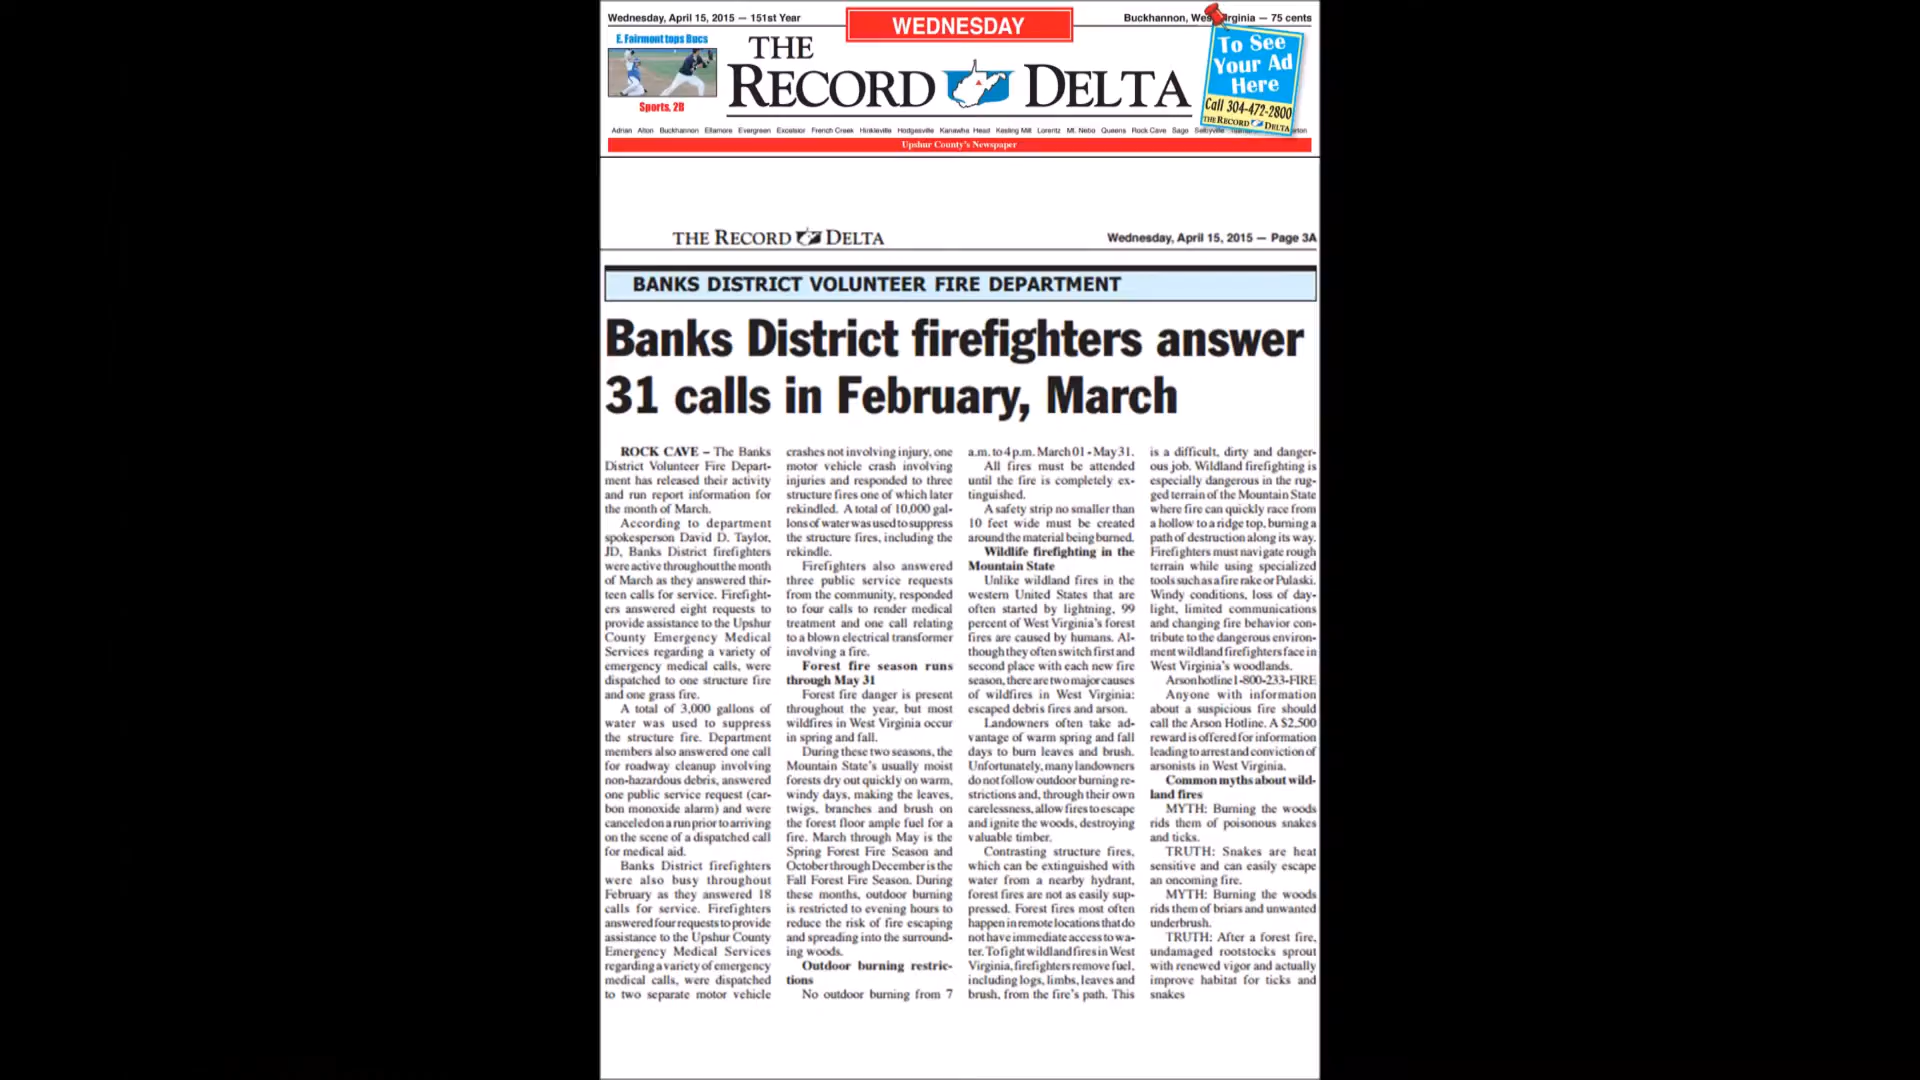 Wednesday, April 15, 2015 — 151st Year
WEDNESDAY
E. Fairmont tops Bucs
Sports, 2B
THE
RECORD DELTA
To See
Your Ad
Here
Call 304-472-2800
THE RECORD DELTA
Adrian Alton Buckhannon Ellamore Evergreen Excelsior French Creek Hinkleville Hodgesville Kanawha Head Kesling Mill Lorentz Mt. Nebo Queens Rock Cave Sago Selbyville
Upshur County's Newspaper
THE RECORD DELTA
Wednesday, April 15, 2015 — Page 3A
BANKS DISTRICT VOLUNTEER FIRE DEPARTMENT
Banks District firefighters answer
31 calls in February, March
ROCK CAVE – The Banks
District Volunteer Fire Depart-
ment has released their activity
and run report information for
the month of March.
According to department
spokesperson David D. Taylor,
JD, Banks District firefighters
were active throughout the month
of March as they answered thir-
teen calls for service. Firefight-
ers answered eight requests to
provide assistance to the Upshur
County Emergency Medical
Services regarding a variety of
emergency medical calls, were
dispatched to one structure fire
and one grass fire.
A total of 3,000 gallons of
water was used to suppress
the structure fire. Department
members also answered one call
for roadway cleanup involving
non-hazardous debris, answered
one public service request (car-
bon monoxide alarm) and were
canceled on a run prior to arriving
on the scene of a dispatched call
for medical aid.
Banks District firefighters
were also busy throughout
February as they answered 18
calls for service. Firefighters
answered four requests to provide
assistance to the Upshur County
Emergency Medical Services
regarding a variety of emergency
medical calls, were dispatched
to two separate motor vehicle
crashes not involving injury, one
motor vehicle crash involving
injuries and responded to three
structure fires one of which later
rekindled. A total of 10,000 gal-
lons of water was used to suppress
the structure fires, including the
rekindle.
Firefighters also answered
three public service requests
from the community, responded
to four calls to render medical
treatment and one call relating
to a blown electrical transformer
involving a fire.
Forest fire season runs
through May 31
Forest fire danger is present
throughout the year, but most
wildfires in West Virginia occur
in spring and fall.
During these two seasons, the
Mountain State's usually moist
forests dry out quickly on warm,
windy days, making the leaves,
twigs, branches and brush on
the forest floor ample fuel for a
fire. March through May is the
Spring Forest Fire Season and
October through December is the
Fall Forest Fire Season. During
these months, outdoor burning
is restricted to evening hours to
reduce the risk of fire escaping
and spreading into the surround-
ing woods.
Outdoor burning restric-
tions
No outdoor burning from 7
a.m. to 4 p.m. March 01 - May 31.
All fires must be attended
until the fire is completely ex-
tinguished.
A safety strip no smaller than
10 feet wide must be created
around the material being burned.
Wildlife firefighting in the
Mountain State
Unlike wildland fires in the
western United States that are
often started by lightning, 99
percent of West Virginia's forest
fires are caused by humans. Al-
though they often switch first and
second place with each new fire
season, there are two major causes
of wildfires in West Virginia:
escaped debris fires and arson.
Landowners often take ad-
vantage of warm spring and fall
days to burn leaves and brush.
Unfortunately, many landowners
do not follow outdoor burning re-
strictions and, through their own
carelessness, allow fires to escape
and ignite the woods, destroying
valuable timber.
Contrasting structure fires,
which can be extinguished with
water from a nearby hydrant,
forest fires are not as easily sup-
pressed. Forest fires most often
happen in remote locations that do
not have immediate access to wa-
ter. To fight wildland fires in West
Virginia, firefighters remove fuel,
including logs, limbs, leaves and
brush, from the fire's path. This
is a difficult, dirty and danger-
ous job. Wildland firefighting is
especially dangerous in the rug-
ged terrain of the Mountain State
where fire can quickly race from
a hollow to a ridge top, burning a
path of destruction along its way.
Firefighters must navigate rough
terrain while using specialized
tools such as a fire rake or Pulaski.
Windy conditions, loss of day-
light, limited communications
and changing fire behavior con-
tribute to the dangerous environ-
ment wildland firefighters face in
West Virginia's woodlands.
Arson hotline 1-800-233-FIRE
Anyone with information
about a suspicious fire should
call the Arson Hotline. A $2,500
reward is offered for information
leading to arrest and conviction of
arsonists in West Virginia.
Common myths about wild-
land fires
MYTH: Burning the woods
rids them of poisonous snakes
and ticks.
TRUTH: Snakes are heat
sensitive and can easily escape
an oncoming fire.
MYTH: Burning the woods
rids them of briars and unwanted
underbrush.
TRUTH: After a forest fire,
undamaged rootstocks sprout
with renewed vigor and actually
improve habitat for ticks and
snakes